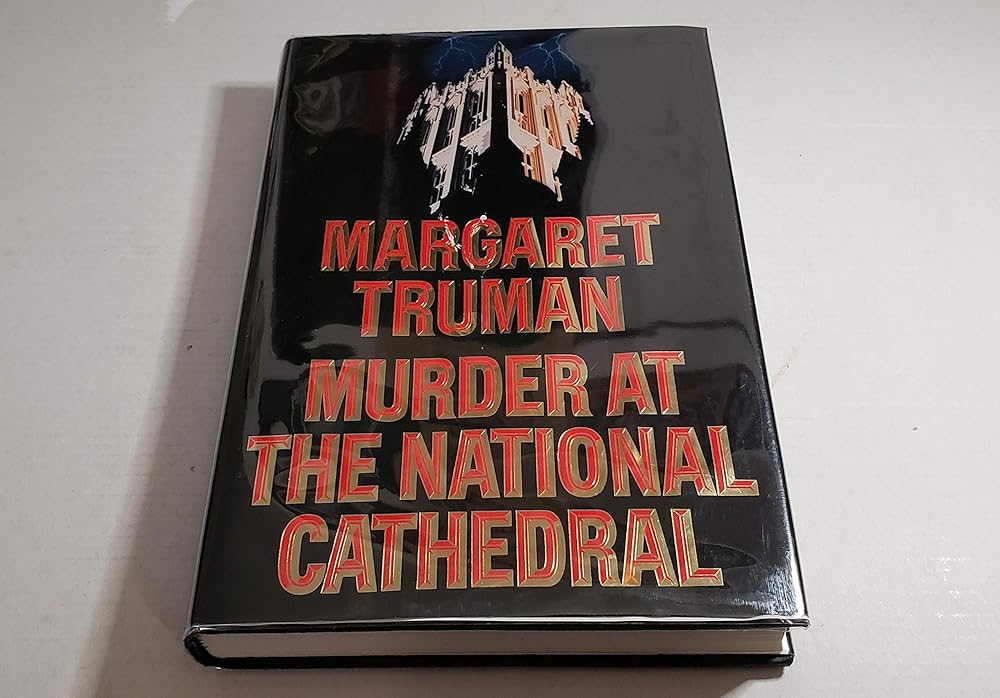 MARGARET
TRUMAN
MURDER AT
THE NATIONAL
CATHEDRAL